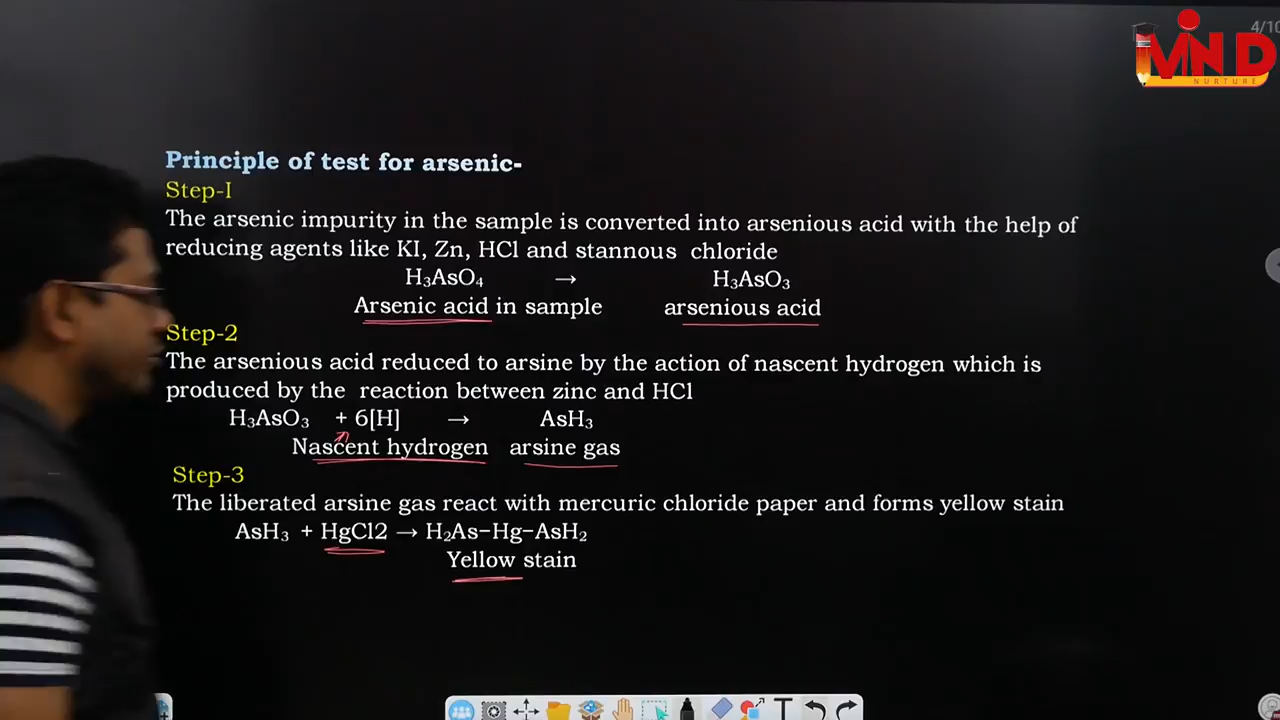 MIND
NURTURE
4/10
Principle of test for arsenic-
Step-I
The arsenic impurity in the sample is converted into arsenious acid with the help of
reducing agents like KI, Zn, HCl and stannous chloride
H₃AsO₄ → H₃AsO₃
Arsenic acid in sample arsenious acid
Step-2
The arsenious acid reduced to arsine by the action of nascent hydrogen which is
produced by the reaction between zinc and HCl
H₃AsO₃ + 6[H] → AsH₃
Nascent hydrogen arsine gas
Step-3
The liberated arsine gas react with mercuric chloride paper and forms yellow stain
AsH₃ + HgCl2 → H₂As−Hg−AsH₂
Yellow stain